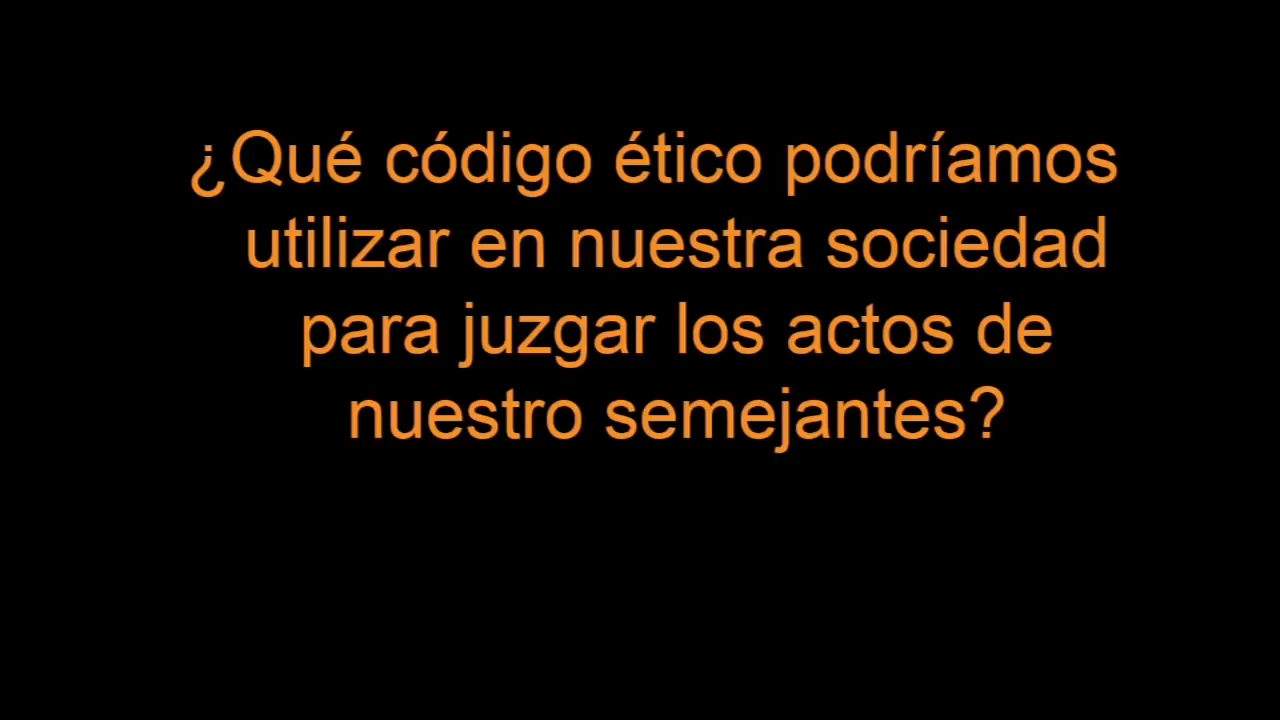 ¿Qué código ético podríamos
utilizar en nuestra sociedad
para juzgar los actos de
nuestro semejantes?